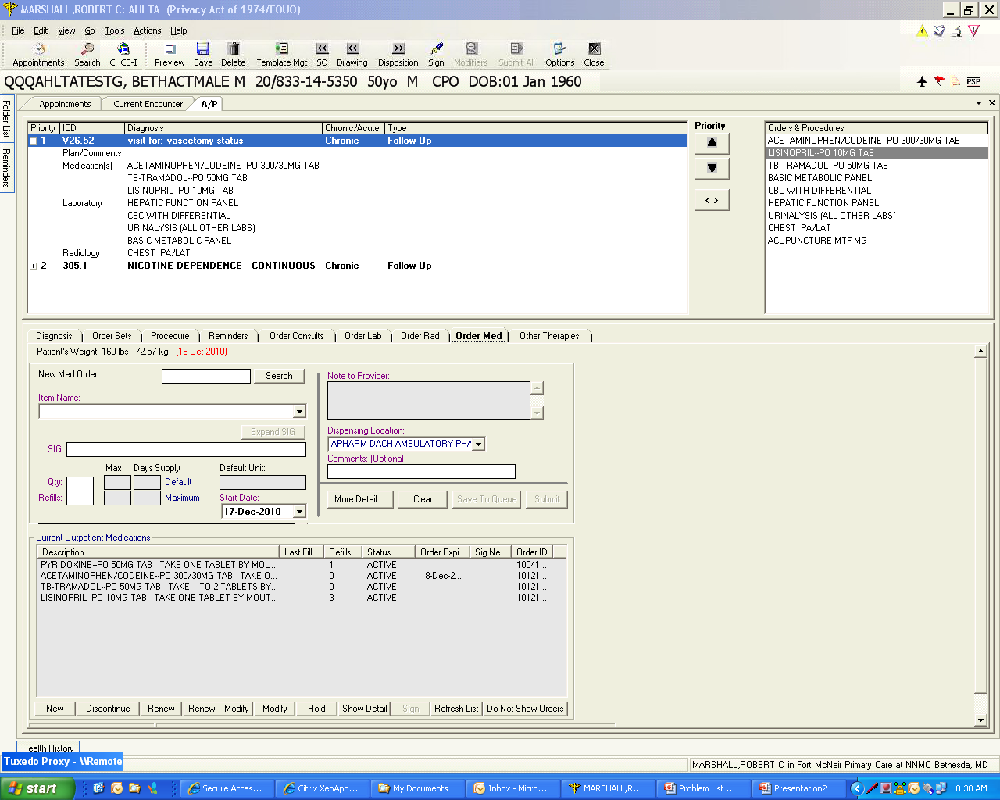 MARSHALL,ROBERT C: AHLTA (Privacy Act of 1974/FOUO)
File Edit View Go Tools Actions Help
Appointments Search CHCS-I Preview Save Delete Template Mgt SO Drawing Disposition Sign Modifiers Submit All Options Close
QQQAHLTATESTG, BETHACTMALE M 20/833-14-5350 50yo M CPO DOB:01 Jan 1960 PSP
Folder List
Reminders
Appointments Current Encounter A/P
Priority ICD Diagnosis Chronic/Acute Type
1 V26.52 visit for: vasectomy status Chronic Follow-Up
Plan/Comments
Medication(s) ACETAMINOPHEN/CODEINE--PO 300/30MG TAB
TB-TRAMADOL--PO 50MG TAB
LISINOPRIL--PO 10MG TAB
Laboratory HEPATIC FUNCTION PANEL
CBC WITH DIFFERENTIAL
URINALYSIS (ALL OTHER LABS)
BASIC METABOLIC PANEL
Radiology CHEST PA/LAT
2 305.1 NICOTINE DEPENDENCE - CONTINUOUS Chronic Follow-Up
Priority
< >
Orders & Procedures
ACETAMINOPHEN/CODEINE--PO 300/30MG TAB
LISINOPRIL--PO 10MG TAB
TB-TRAMADOL--PO 50MG TAB
BASIC METABOLIC PANEL
CBC WITH DIFFERENTIAL
HEPATIC FUNCTION PANEL
URINALYSIS (ALL OTHER LABS)
CHEST PA/LAT
ACUPUNCTURE MTF MG
Diagnosis Order Sets Procedure Reminders Order Consults Order Lab Order Rad Order Med Other Therapies
Patient's Weight: 160 lbs; 72.57 kg (19 Oct 2010)
New Med Order Search
Item Name:
Expand SIG
SIG:
Max Days Supply Default Unit:
Qty: Default
Refills: Maximum Start Date:
17-Dec-2010
Note to Provider:
Dispensing Location:
APHARM DACH AMBULATORY PHA
Comments: (Optional)
More Detail ... Clear Save To Queue Submit
Current Outpatient Medications
Description Last Fill... Refills... Status Order Expi... Sig Ne... Order ID
PYRIDOXINE--PO 50MG TAB TAKE ONE TABLET BY MOU... 1 ACTIVE 10041...
ACETAMINOPHEN/CODEINE--PO 300/30MG TAB TAKE O... 0 ACTIVE 18-Dec-2... 10121...
TB-TRAMADOL--PO 50MG TAB TAKE 1 TO 2 TABLETS BY... 0 ACTIVE 10121...
LISINOPRIL--PO 10MG TAB TAKE ONE TABLET BY MOUT... 3 ACTIVE 10121...
New Discontinue Renew Renew + Modify Modify Hold Show Detail Sign Refresh List Do Not Show Orders
Health History
Tuxedo Proxy - \\Remote
MARSHALL,ROBERT C in Fort McNair Primary Care at NNMC Bethesda, MD
start Secure Acces... Citrix XenApp... My Documents Inbox - Micro... MARSHALL,R... Problem List ... Presentation2 8:38 AM